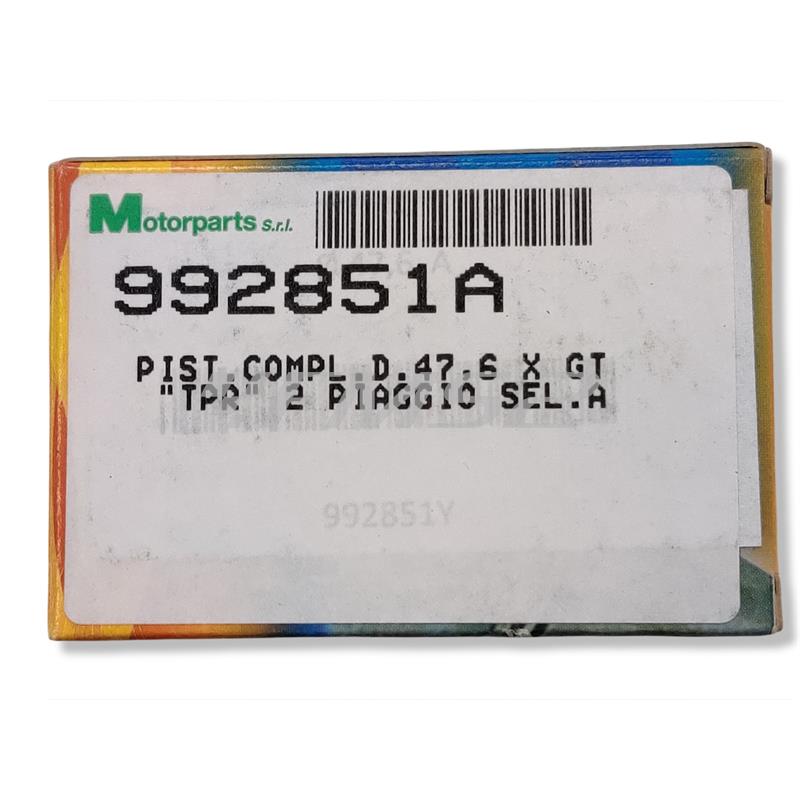 Motorparts S.r.l.
992851A
PIST.COMPL D.47,6 X GT
"TPR" 2 PIAGGIO SEL.A
992851Y